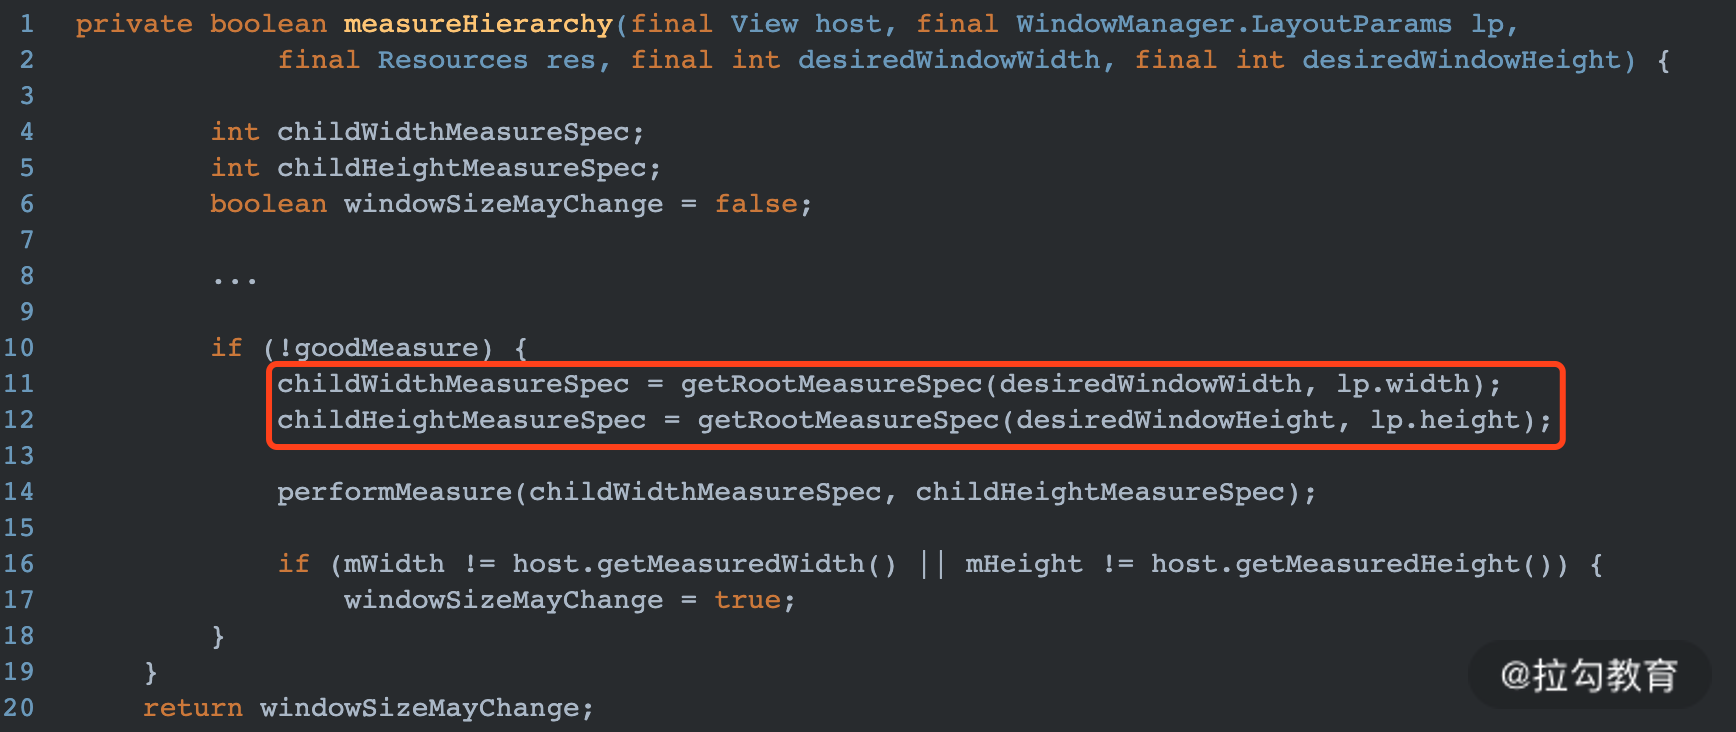 1 private boolean measureHierarchy(final View host, final WindowManager.LayoutParams lp,
2 final Resources res, final int desiredWindowWidth, final int desiredWindowHeight) {
3
4 int childWidthMeasureSpec;
5 int childHeightMeasureSpec;
6 boolean windowSizeMayChange = false;
7
8 ...
9
10 if (!goodMeasure) {
11 childWidthMeasureSpec = getRootMeasureSpec(desiredWindowWidth, lp.width);
12 childHeightMeasureSpec = getRootMeasureSpec(desiredWindowHeight, lp.height);
13
14 performMeasure(childWidthMeasureSpec, childHeightMeasureSpec);
15
16 if (mWidth != host.getMeasuredWidth() || mHeight != host.getMeasuredHeight()) {
17 windowSizeMayChange = true;
18 }
19 }
20 return windowSizeMayChange;
@拉勾教育